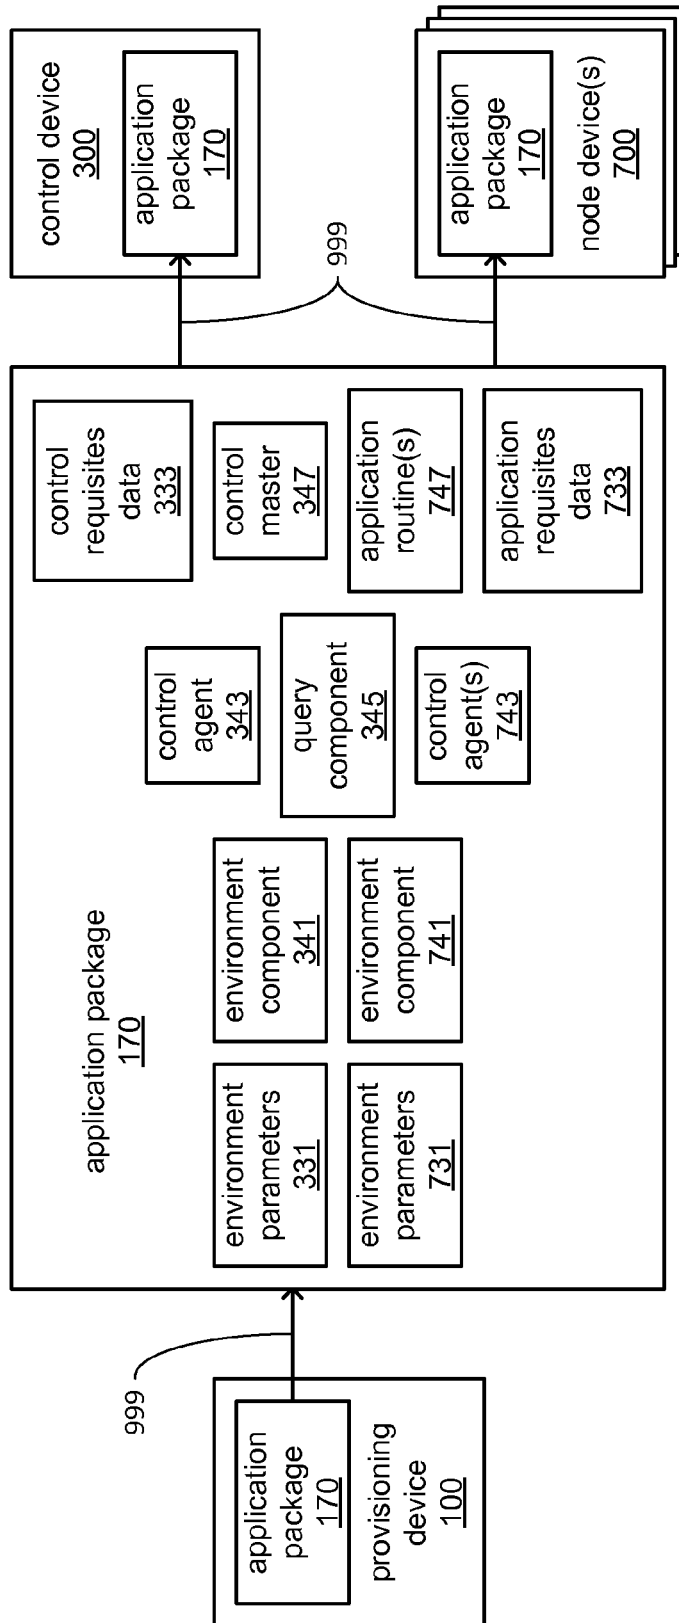 application
package
170
provisioning
device
100
999
application package
170
environment
parameters
331
environment
parameters
731
environment
component
341
environment
component
741
control
agent
343
query
component
345
control
agent(s)
743
control
requisites
data
333
control
master
347
application
routine(s)
747
application
requisites
data
733
999
control device
300
application
package
170
application
package
170
node device(s)
700